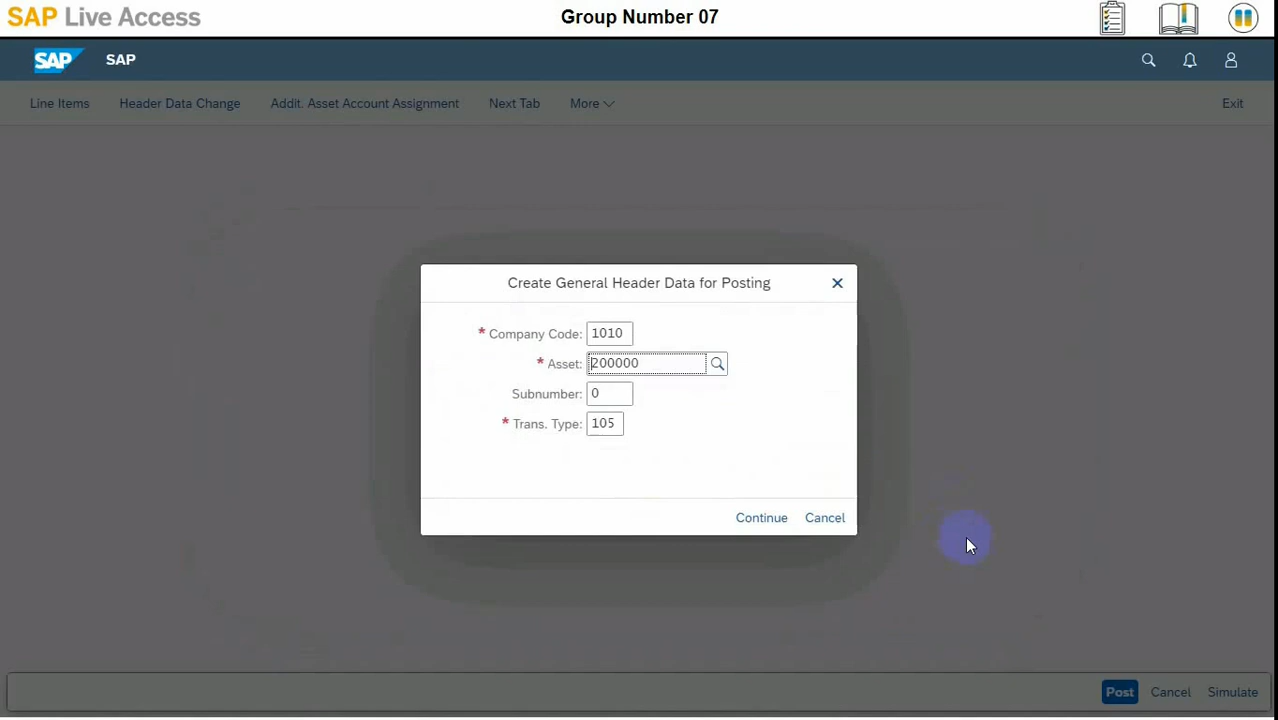 SAP Live Access
Group Number 07
SAP
SAP
Line Items
Header Data Change
Addit. Asset Account Assignment
Next Tab
More
Exit
Create General Header Data for Posting
* Company Code: 1010
* Asset: 200000
Subnumber: 0
* Trans. Type: 105
Continue
Cancel
Post
Cancel
Simulate